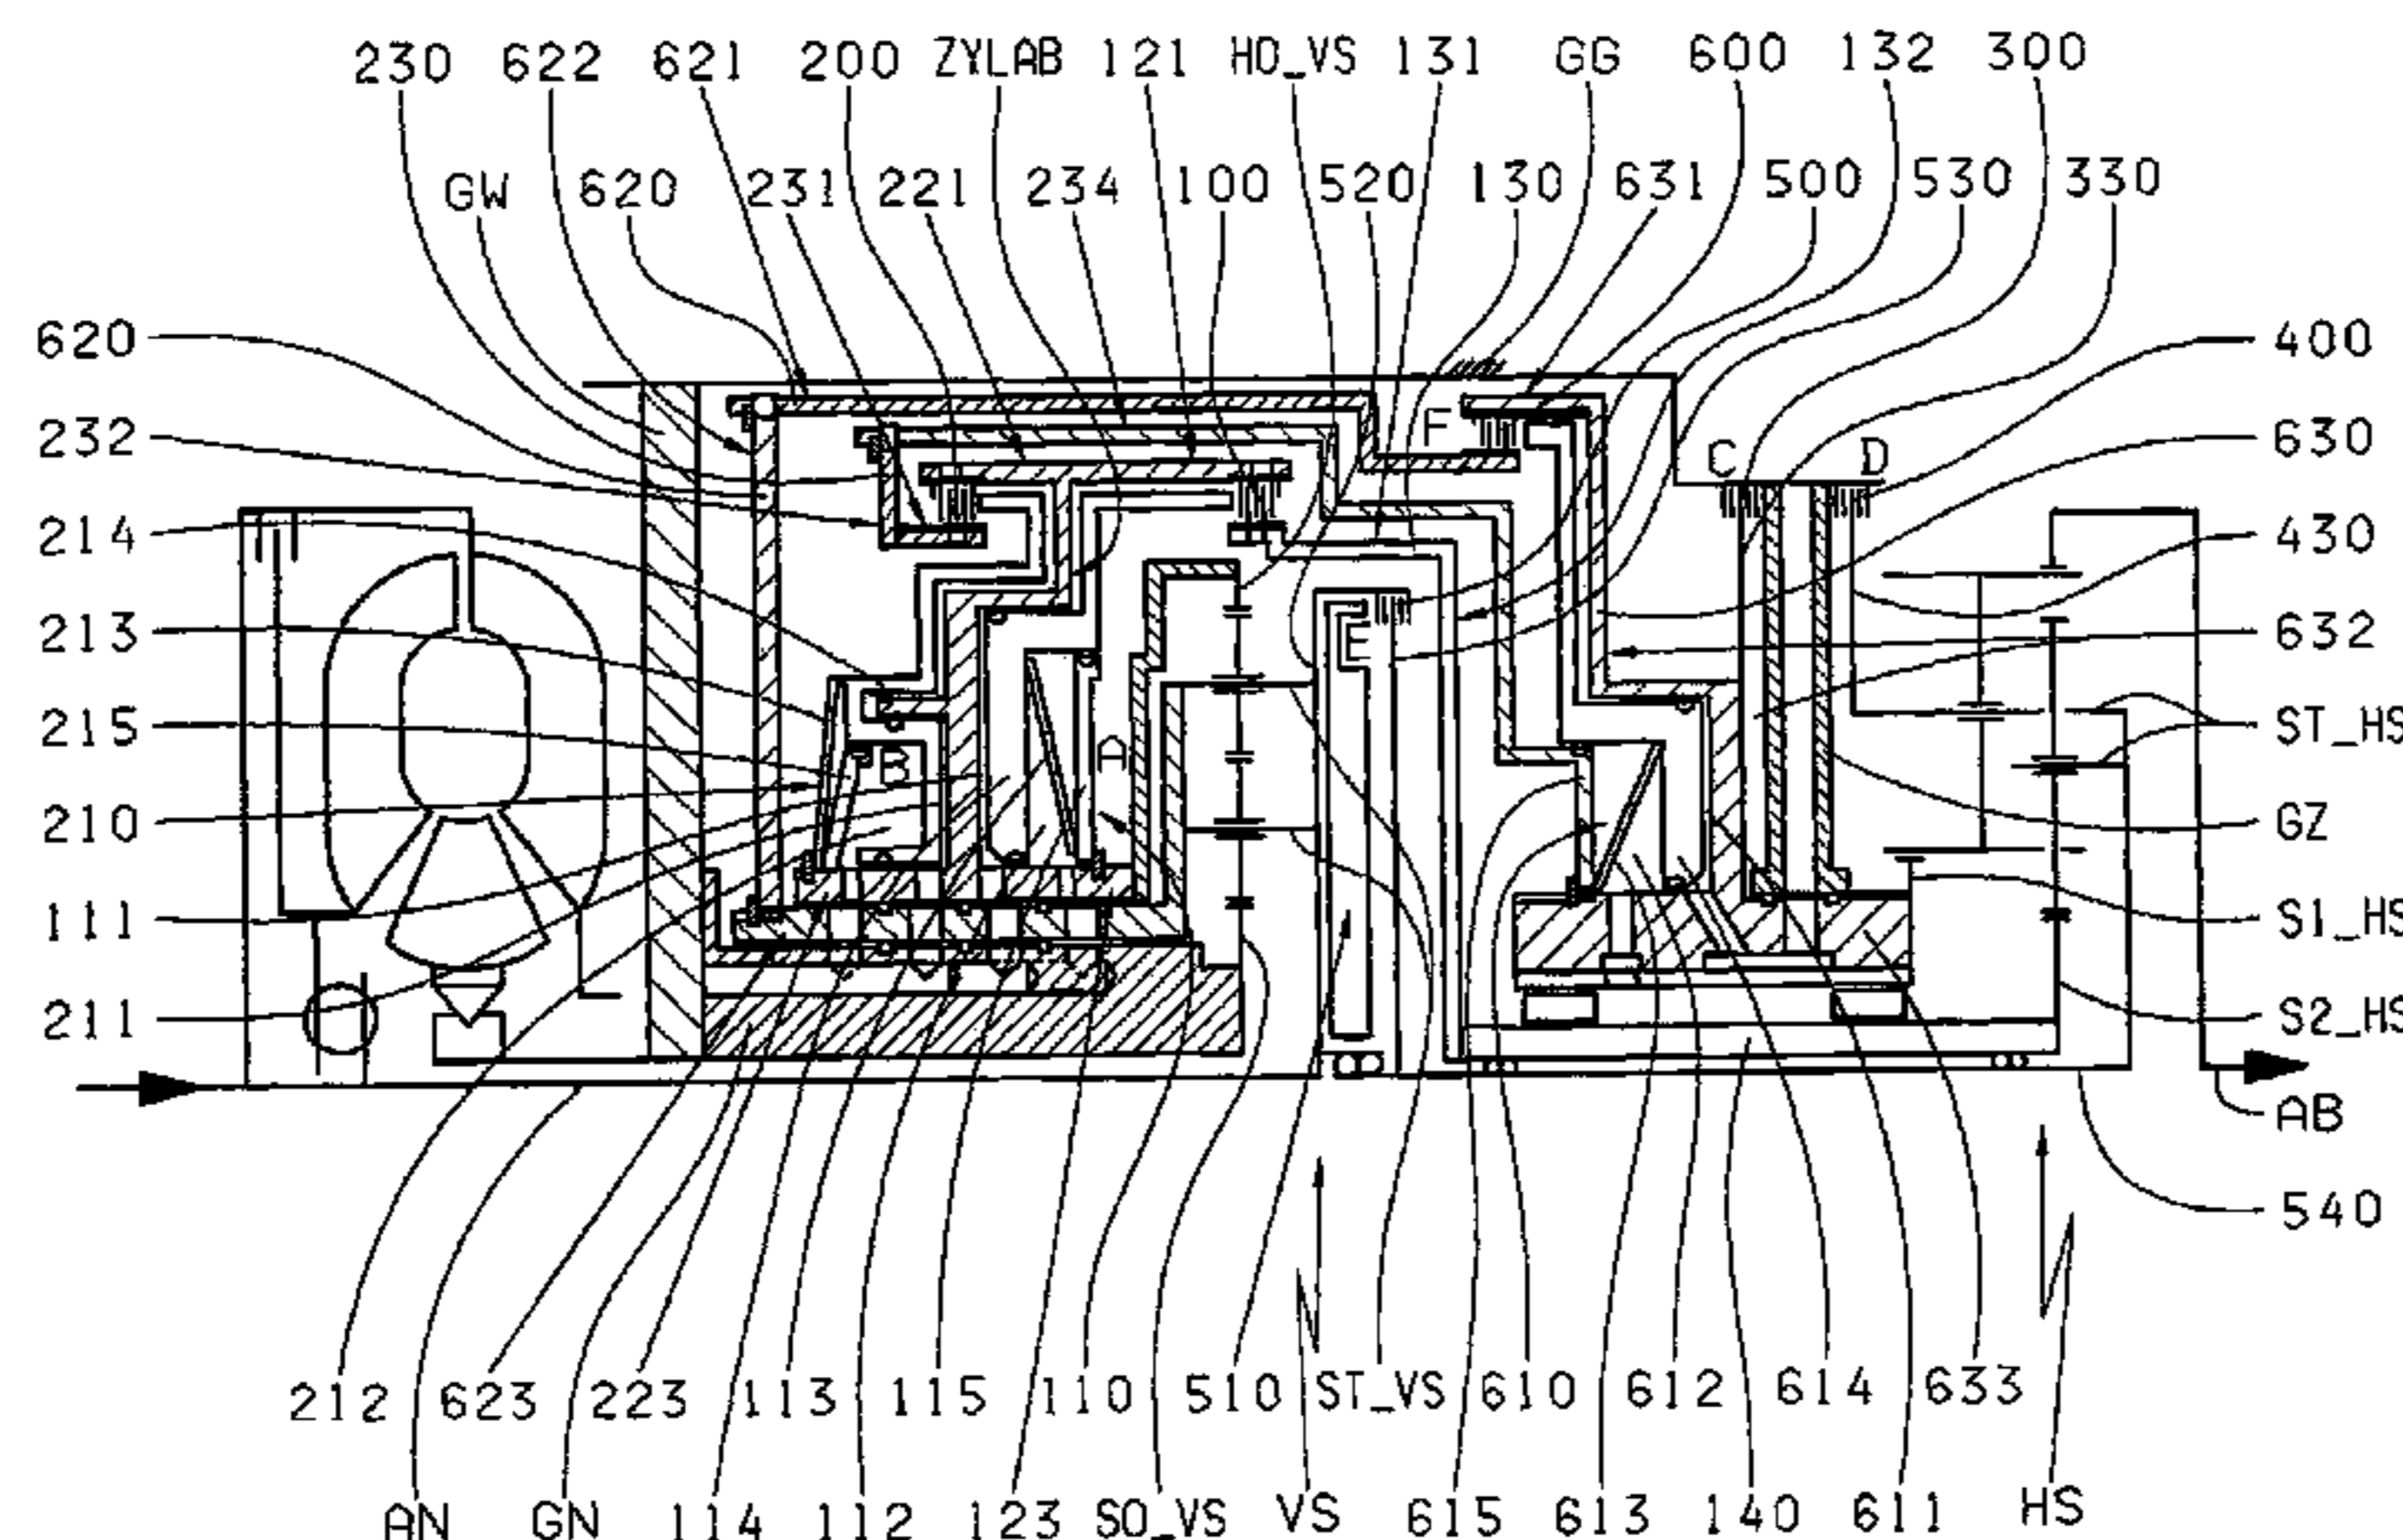 230 622 621 200 ZYLAB 121 HO_VS 131 GG 600 132 300
GW 620 231 221 234 100 520 130 631 500 530 330
620
232
214
213
215
210
111
211
400
630
430
632
ST_HS
GZ
S1_HS
S2_HS
AB
540
F
C
D
E
B
A
212 623 223 113 115 110 510 ST_VS 610 612 614 633
AN GN 114 112 123 SO_VS VS 615 613 140 611 HS